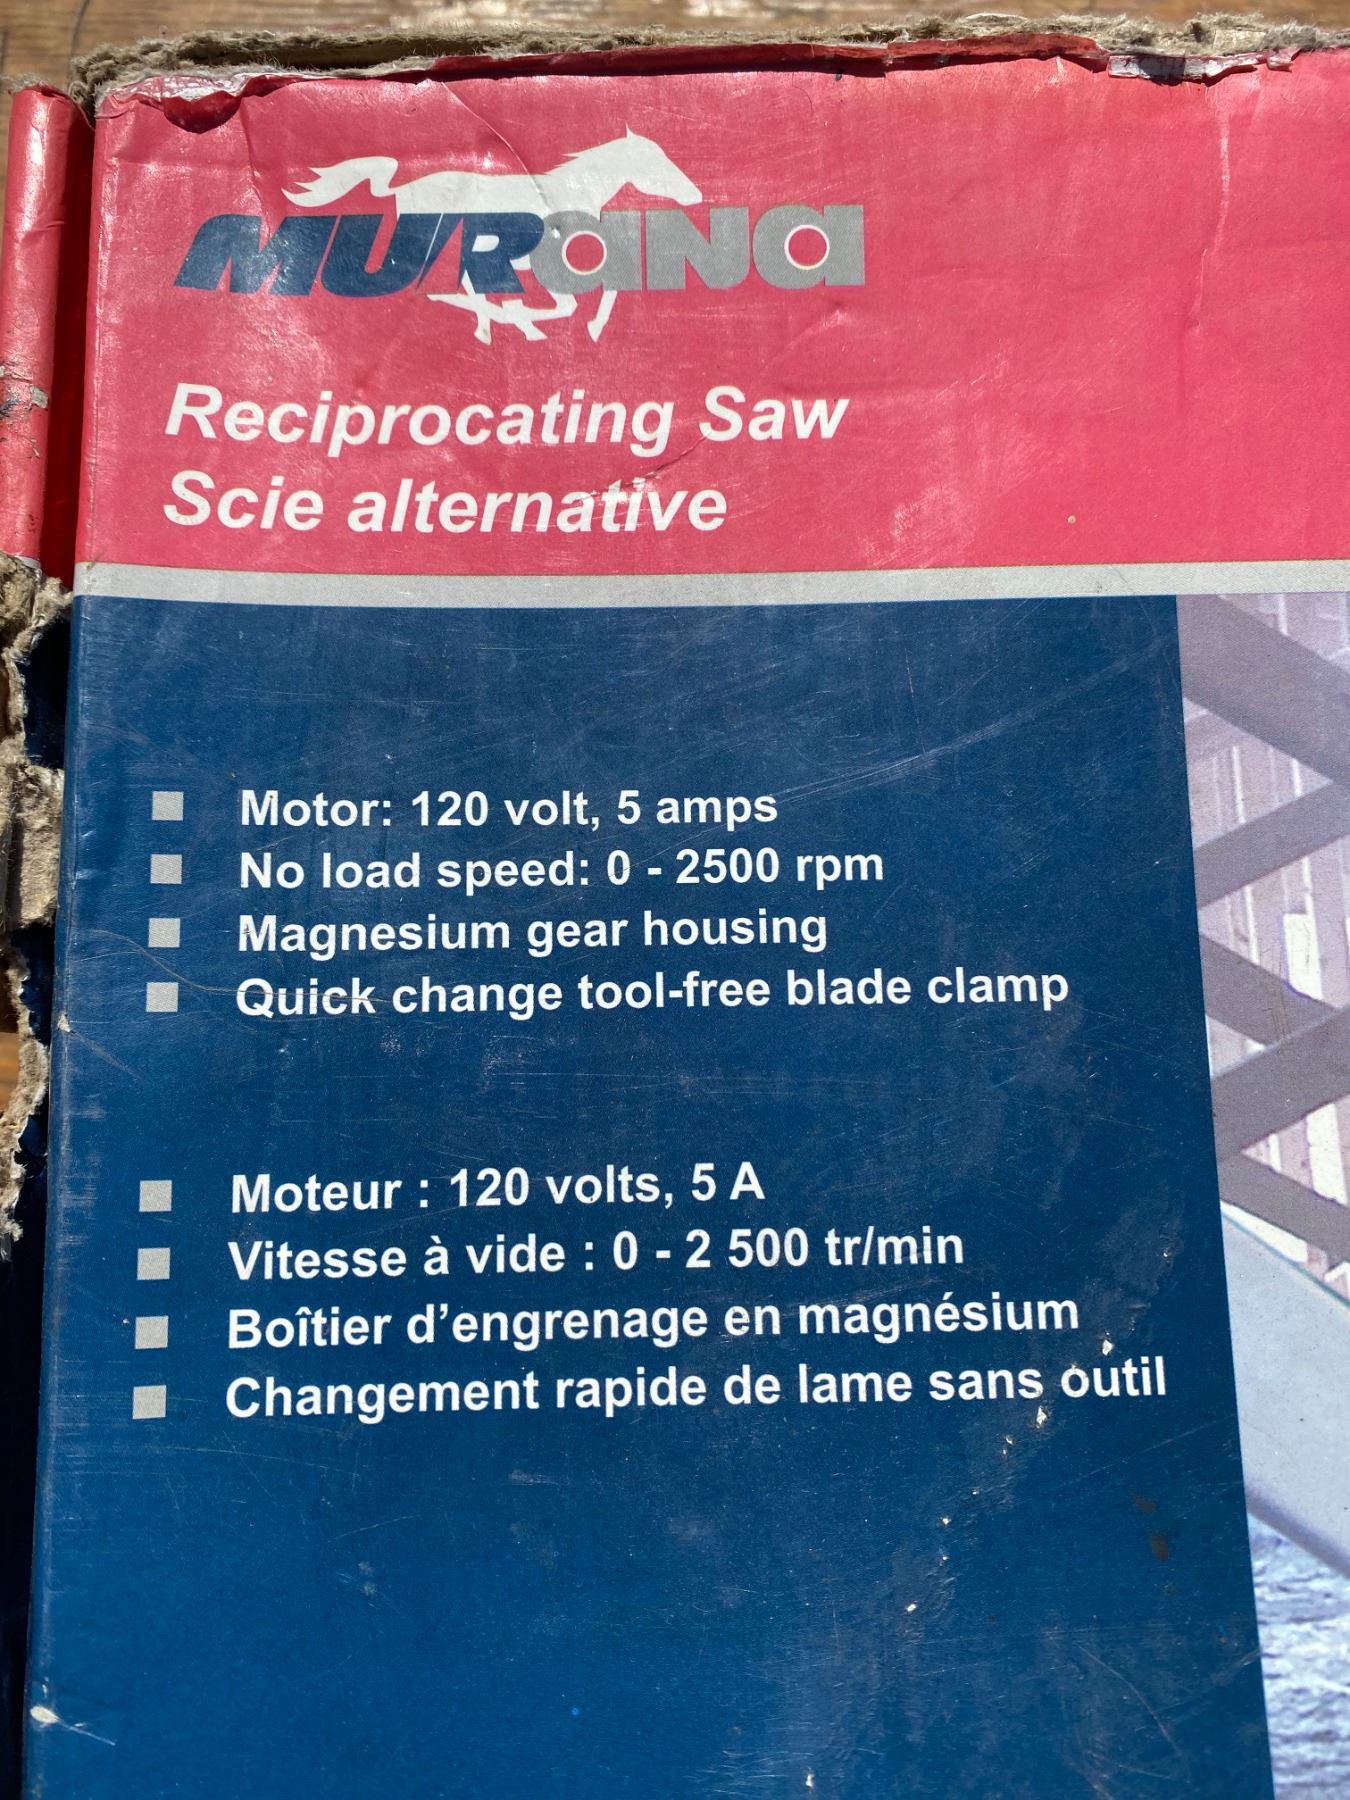 MURANA
Reciprocating Saw
Scie alternative
Motor: 120 volt, 5 amps
No load speed: 0 - 2500 rpm
Magnesium gear housing
Quick change tool-free blade clamp
Moteur : 120 volts, 5 A
Vitesse à vide : 0 - 2 500 tr/min
Boîtier d’engrenage en magnésium
Changement rapide de lame sans outil